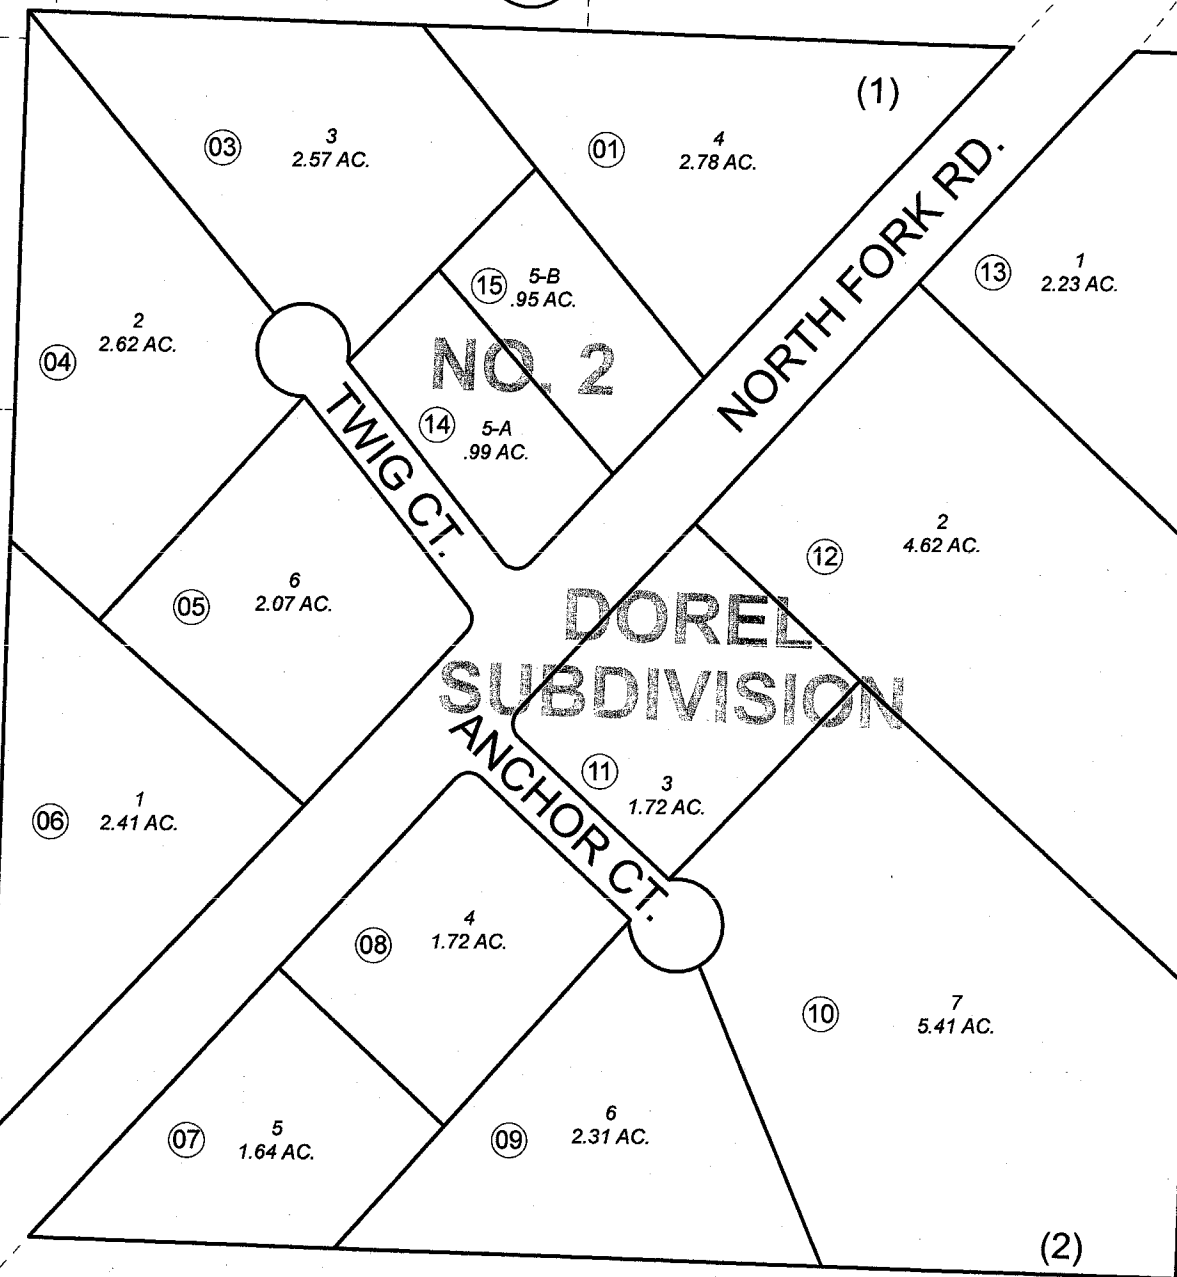 (1)
03
3
2.57 AC.
01
4
2.78 AC.
NORTH FORK RD.
13
1
2.23 AC.
15
5-B
.95 AC.
04
2
2.62 AC.
NO. 2
14
5-A
.99 AC.
TWIG CT.
12
2
4.62 AC.
05
6
2.07 AC.
DOREL
SUBDIVISION
ANCHOR CT.
11
3
1.72 AC.
06
1
2.41 AC.
08
4
1.72 AC.
10
7
5.41 AC.
07
5
1.64 AC.
09
6
2.31 AC.
(2)